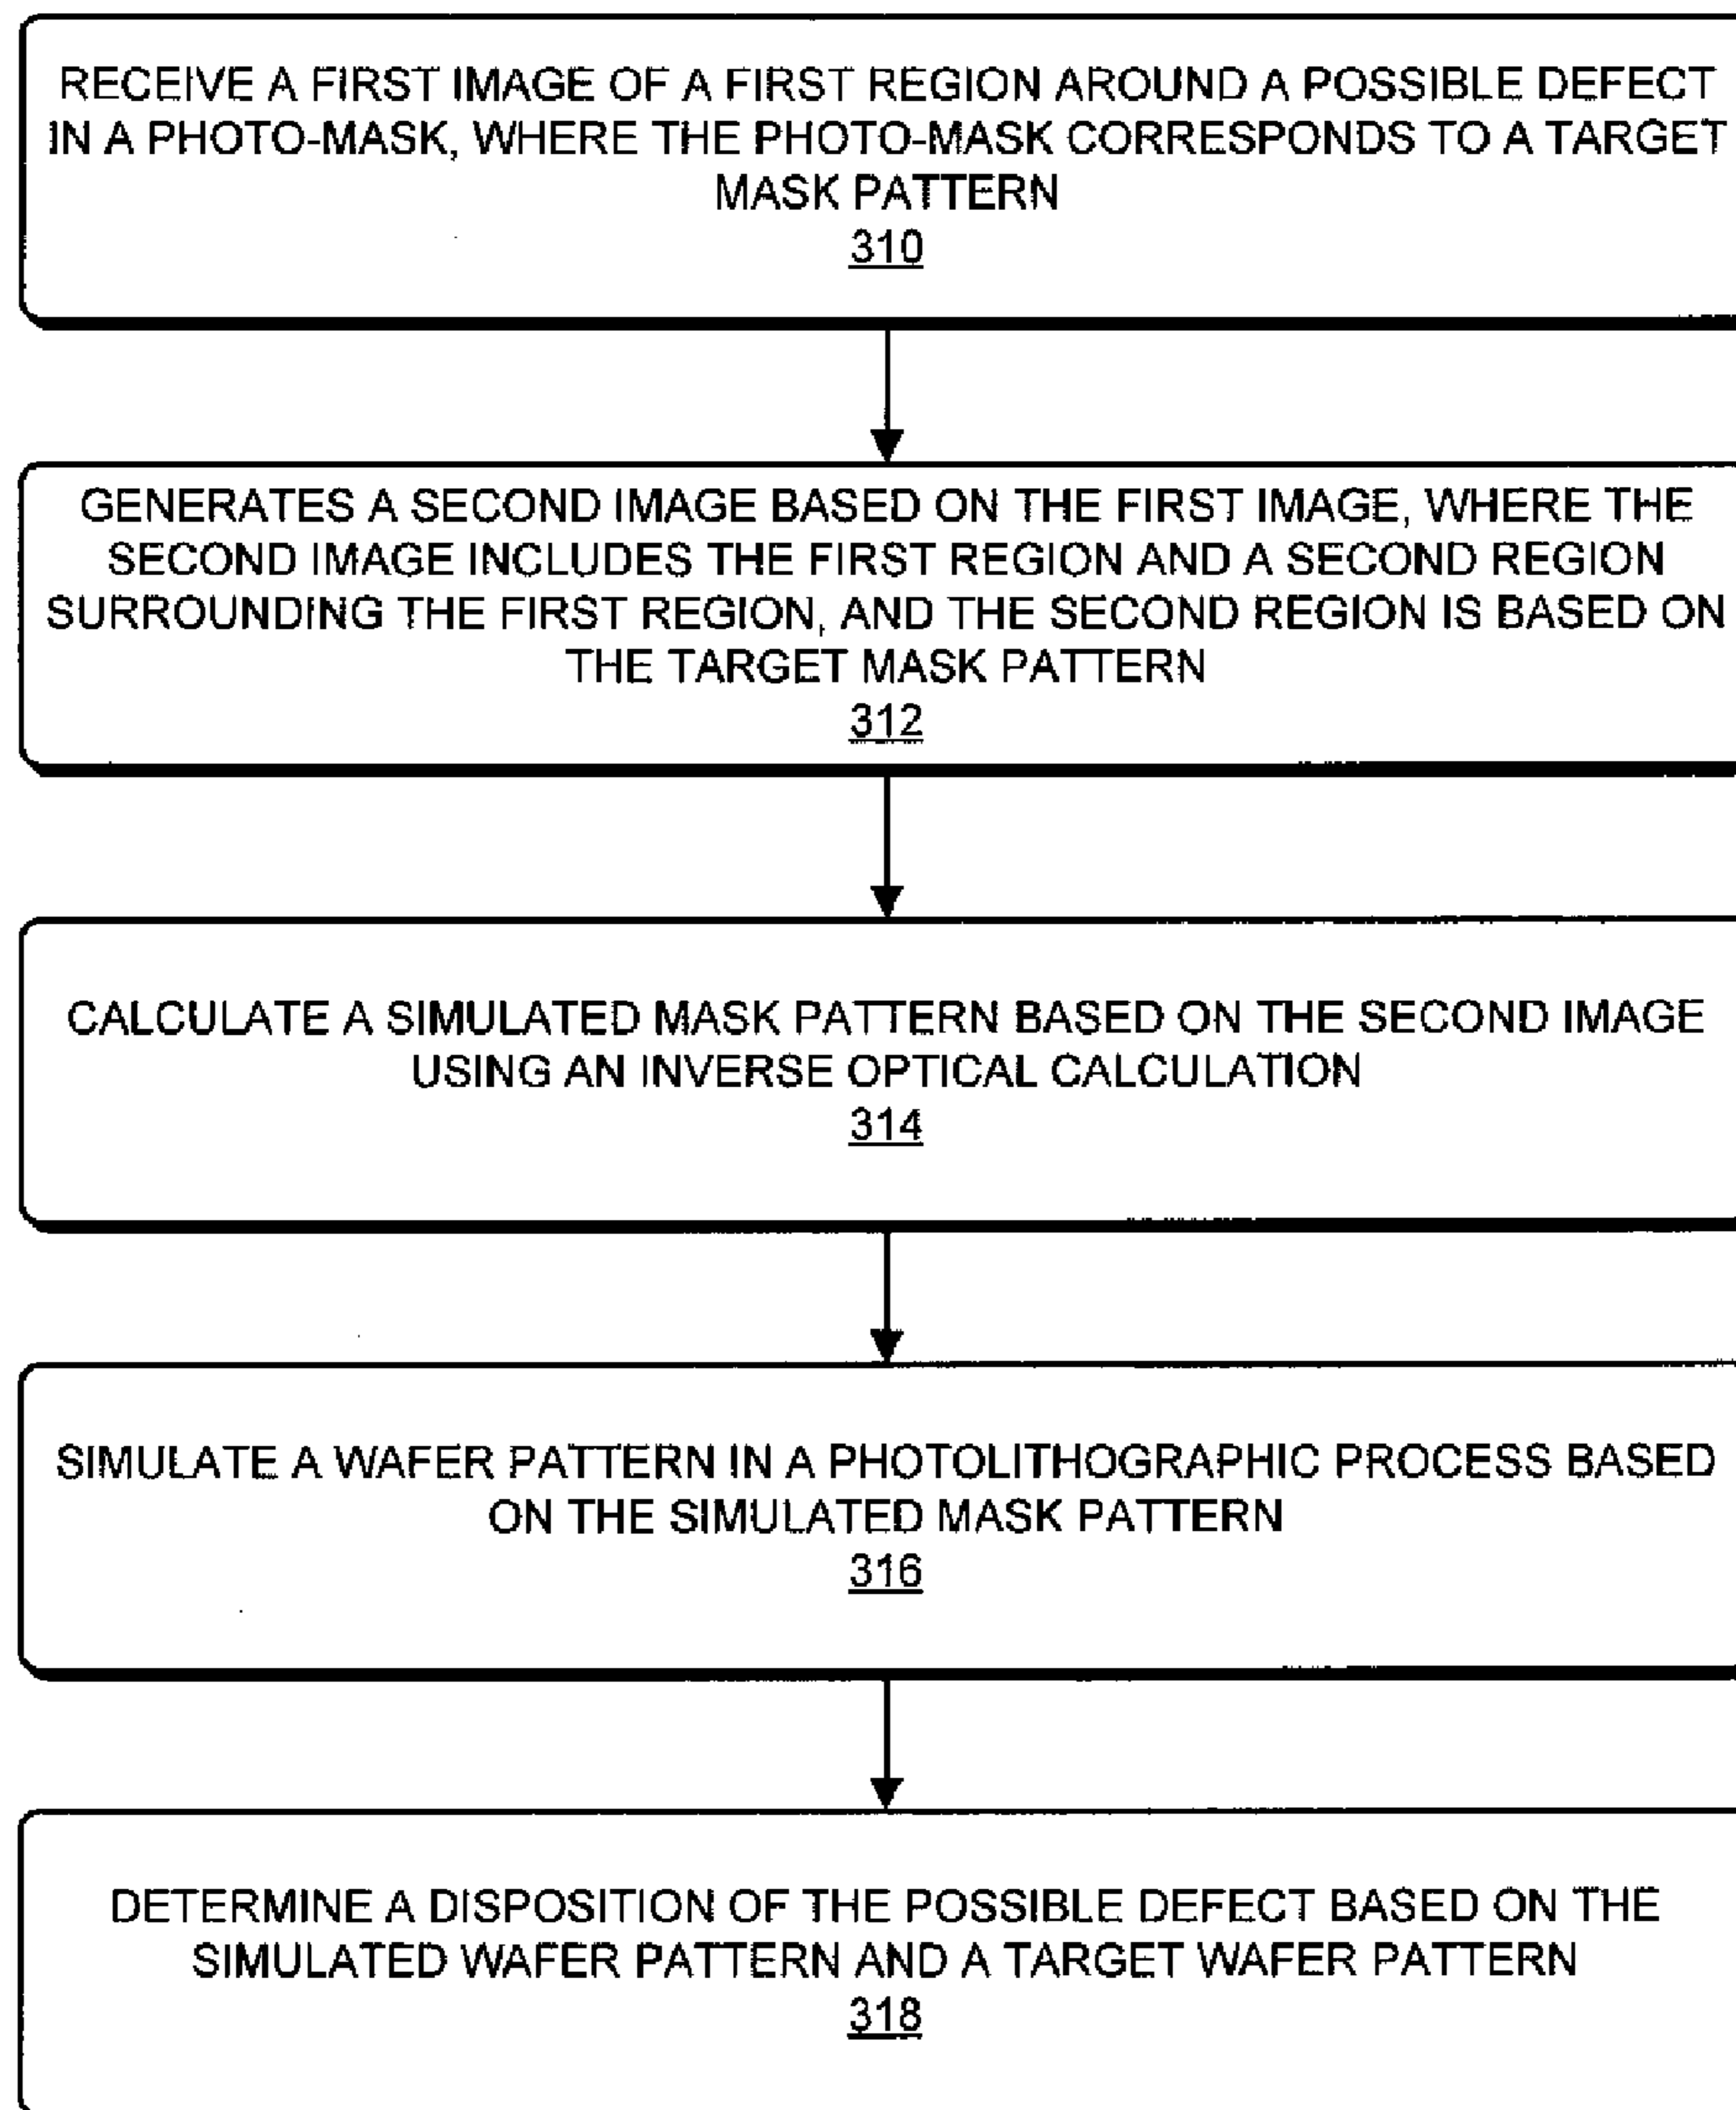 RECEIVE A FIRST IMAGE OF A FIRST REGION AROUND A POSSIBLE DEFECT
IN A PHOTO-MASK, WHERE THE PHOTO-MASK CORRESPONDS TO A TARGET
MASK PATTERN
310
GENERATES A SECOND IMAGE BASED ON THE FIRST IMAGE, WHERE THE
SECOND IMAGE INCLUDES THE FIRST REGION AND A SECOND REGION
SURROUNDING THE FIRST REGION, AND THE SECOND REGION IS BASED ON
THE TARGET MASK PATTERN
312
CALCULATE A SIMULATED MASK PATTERN BASED ON THE SECOND IMAGE
USING AN INVERSE OPTICAL CALCULATION
314
SIMULATE A WAFER PATTERN IN A PHOTOLITHOGRAPHIC PROCESS BASED
ON THE SIMULATED MASK PATTERN
316
DETERMINE A DISPOSITION OF THE POSSIBLE DEFECT BASED ON THE
SIMULATED WAFER PATTERN AND A TARGET WAFER PATTERN
318